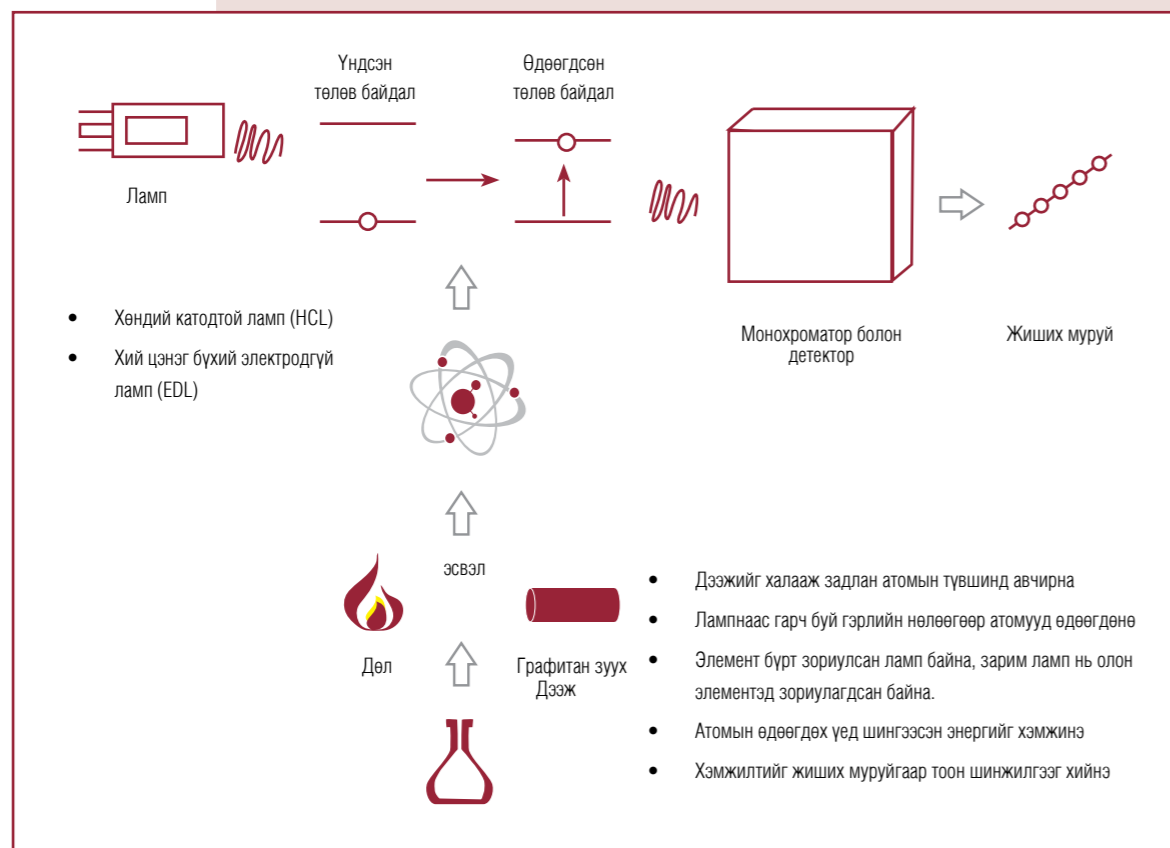 Үндсэн
төлөв байдал
Өдөөгдсөн
төлөв байдал
Ламп
• Хөндий катодтой ламп (HCL)
• Хий цэнэг бүхий электродгүй
ламп (EDL)
Монохроматор болон
детектор
Жиших муруй
эсвэл
Дөл
Графитан зуух
Дээж
• Дээжийг халааж задлан атомын түвшинд авчирна
• Лампнаас гарч буй гэрлийн нөлөөгөөр атомууд өдөөгдөнө
• Элемент бүрт зориулсан ламп байна, зарим ламп нь олон
элементэд зориулагдсан байна.
• Атомын өдөөгдөх үед шингээсэн энергийг хэмжинэ
• Хэмжилтийг жиших муруйгаар тоон шинжилгээг хийнэ